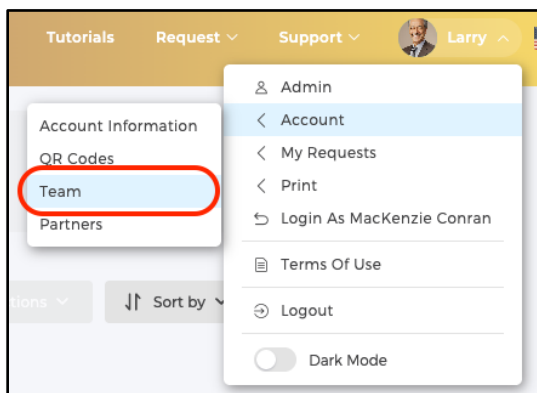 Tutorials Request Support Larry
Admin
Account
My Requests
Print
Login As MacKenzie Conran
Terms Of Use
Logout
Dark Mode
Account Information
QR Codes
Team
Partners
Sort by